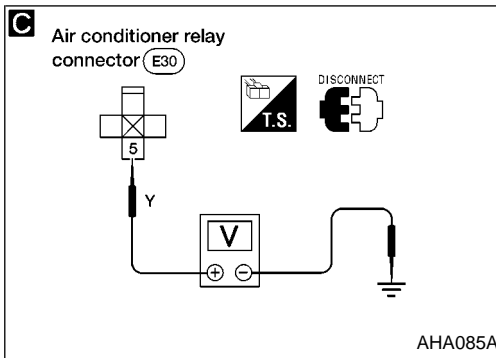 C
Air conditioner relay
connector E30
DISCONNECT
T.S.
5
Y
V
+ −
AHA085A